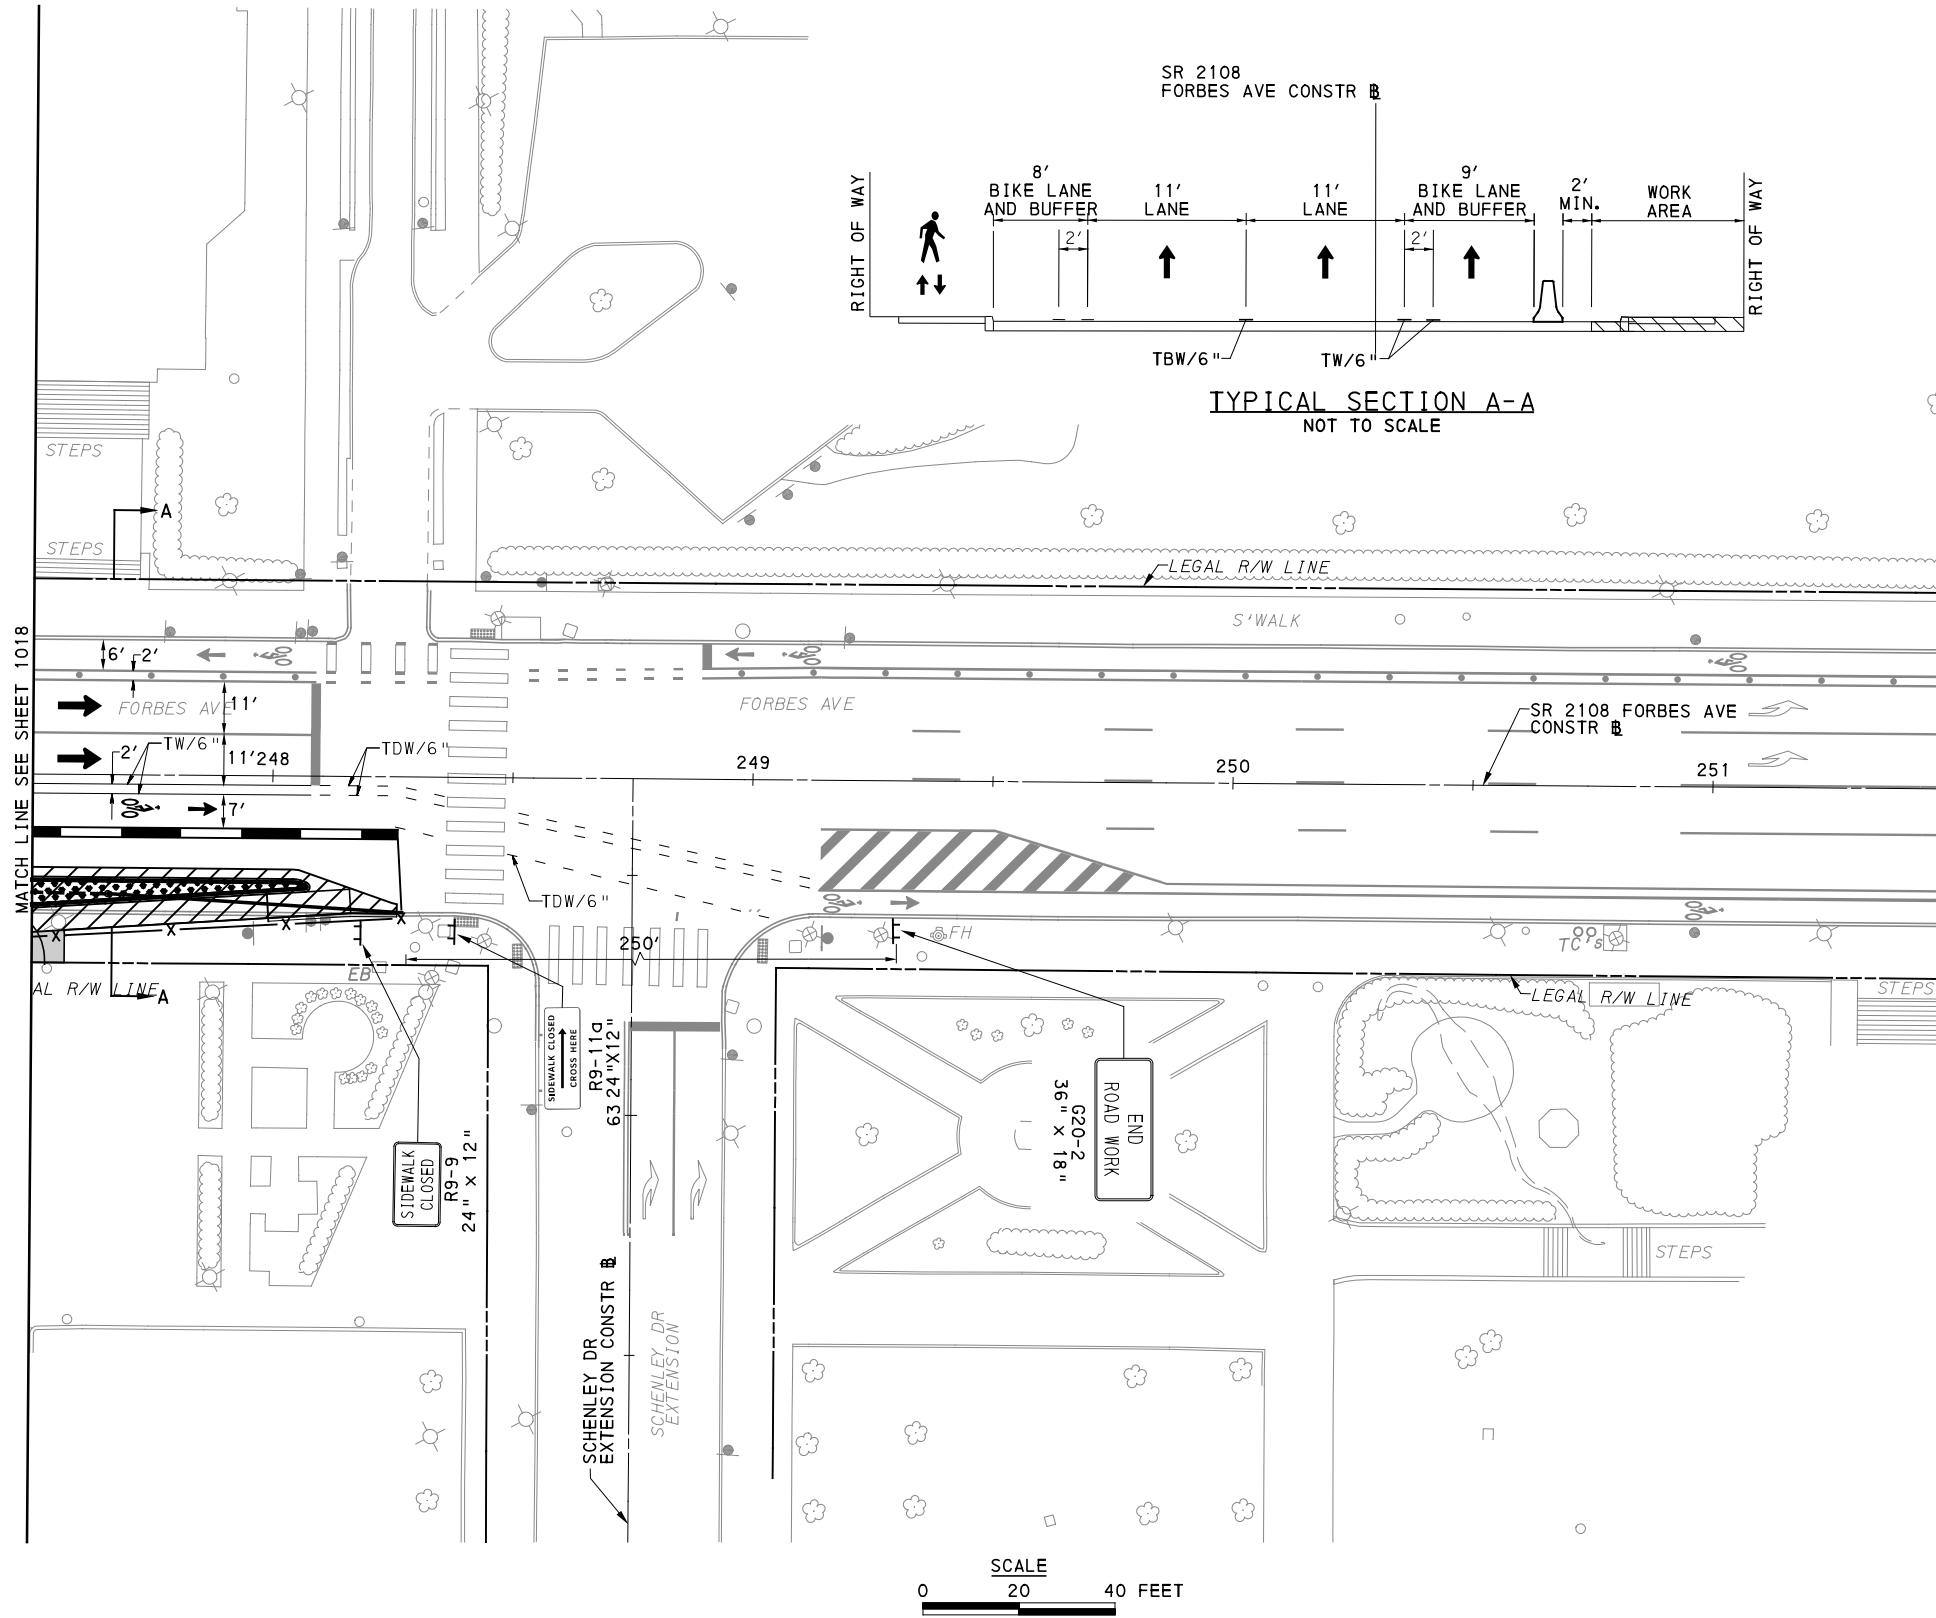 SR 2108
FORBES AVE CONSTR BL
RIGHT OF WAY
8'
BIKE LANE
AND BUFFER
11'
LANE
11'
LANE
9'
BIKE LANE
AND BUFFER
2'
MIN.
WORK
AREA
RIGHT OF WAY
2'
2'
TBW/6"
TW/6"
TYPICAL SECTION A-A
NOT TO SCALE
STEPS
A
STEPS
LEGAL R/W LINE
S'WALK
MATCH LINE SEE SHEET 1018
6'
2'
FORBES AVE
11'
FORBES AVE
SR 2108 FORBES AVE
CONSTR BL
2'
TW/6"
11'
248
TDW/6"
249
250
251
7'
TDW/6"
250'
FH
TC's
EB
AL R/W LINE
A
LEGAL R/W LINE
STEPS
SIDEWALK CLOSED
CROSS HERE
R9-11a
63 24"X12"
END
ROAD WORK
G20-2
36" x 18"
SIDEWALK
CLOSED
R9-9
24" x 12"
STEPS
SCHENLEY DR
EXTENSION CONSTR BL
SCHENLEY DR
EXTENSION
SCALE
0 20 40 FEET